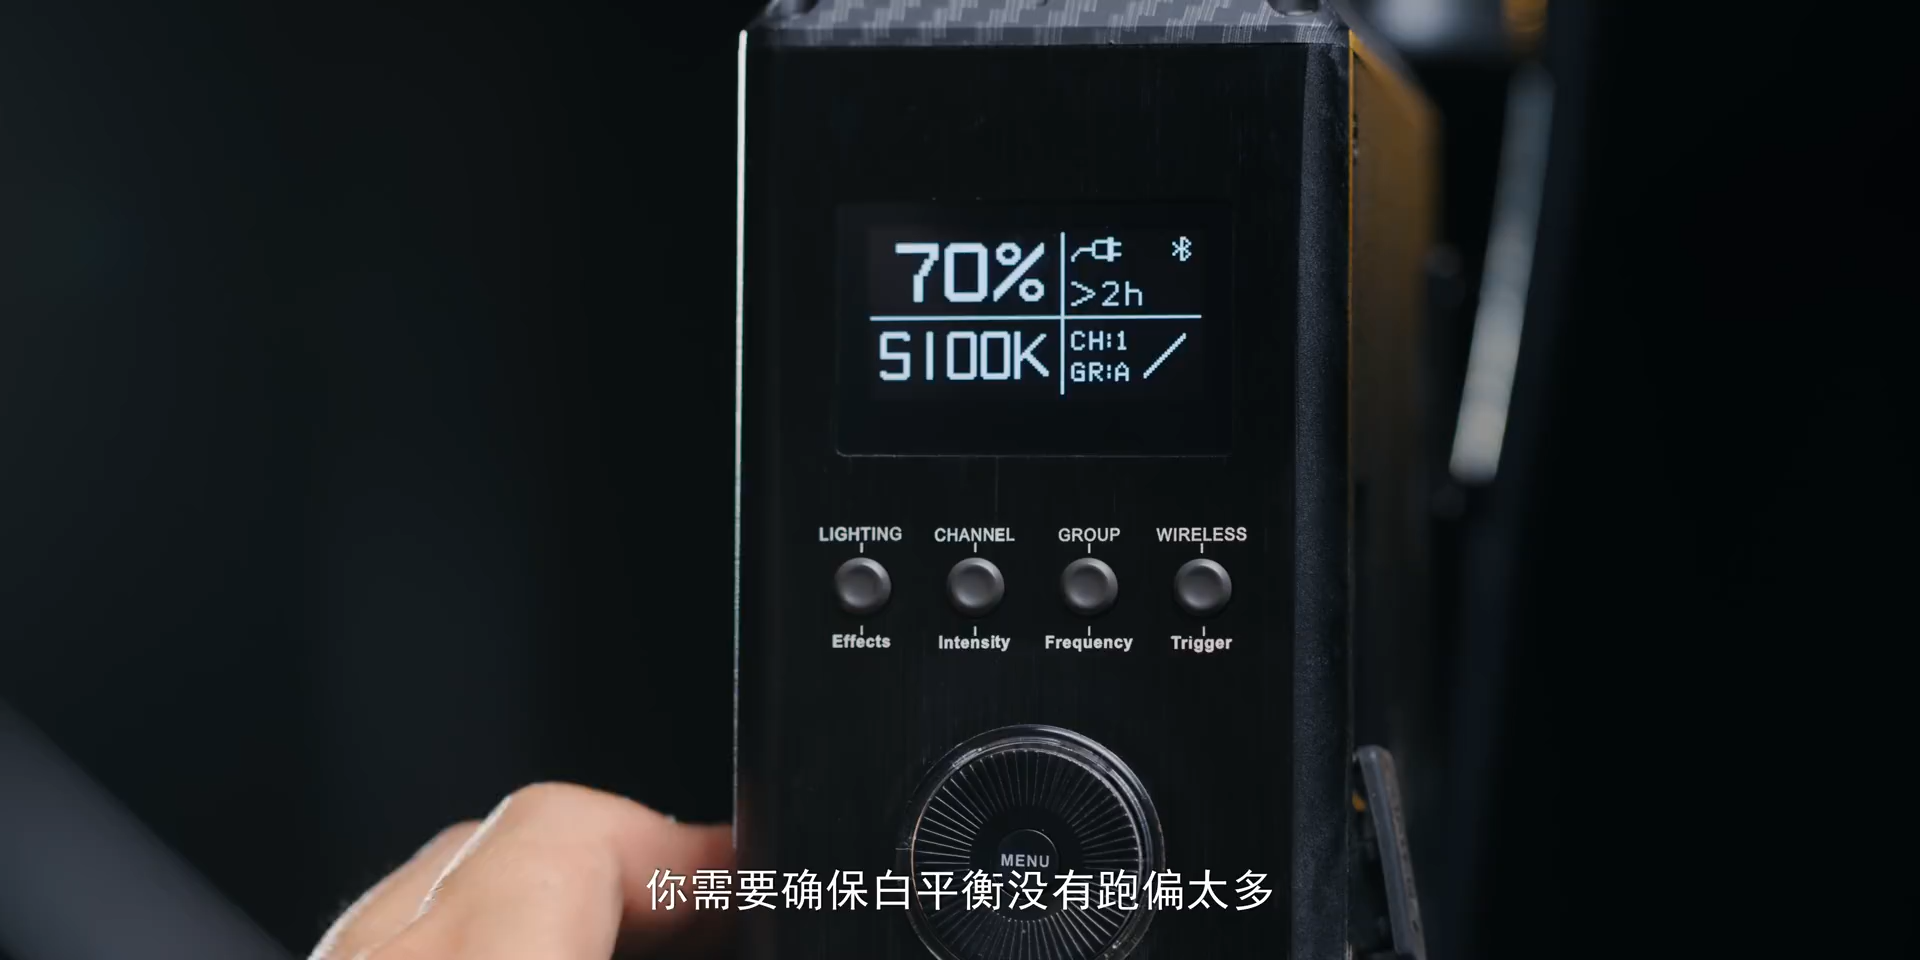 70%
>2h
5100K
CH:1
GR:A
LIGHTING CHANNEL GROUP WIRELESS
Effects Intensity Frequency Trigger
MENU
你需要确保白平衡没有跑偏太多